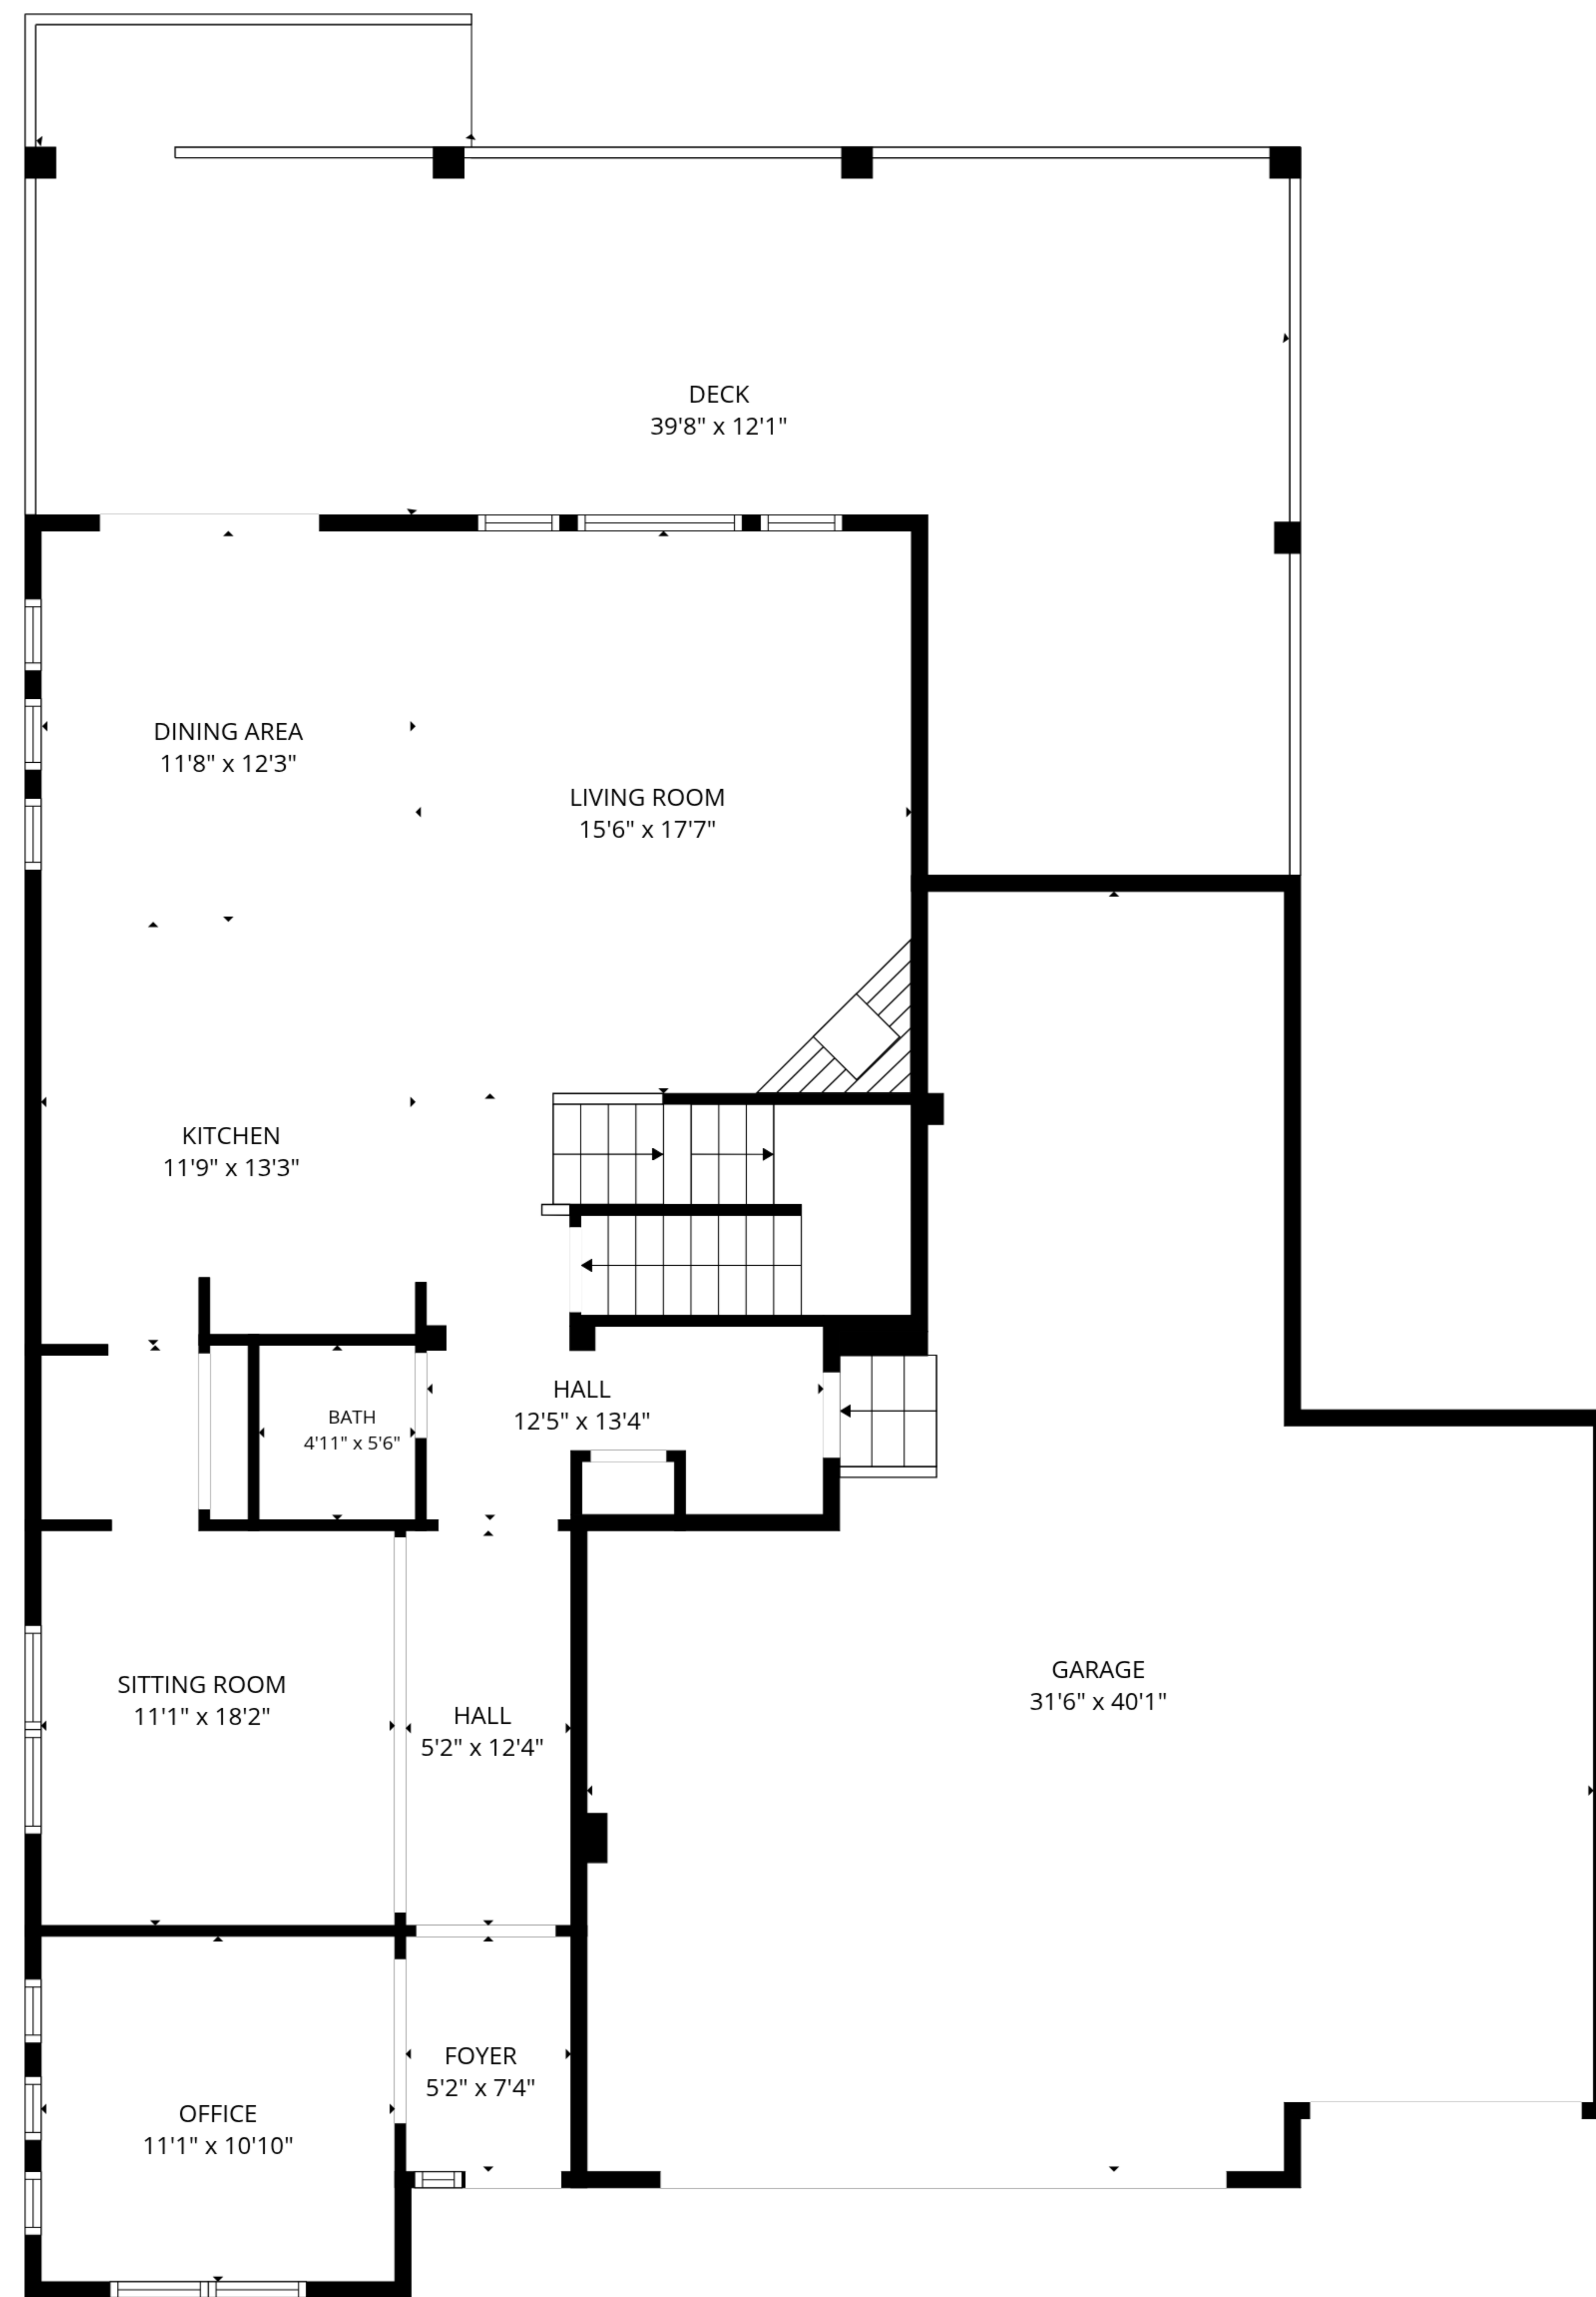 DECK
39'8" x 12'1"
DINING AREA
11'8" x 12'3"
LIVING ROOM
15'6" x 17'7"
KITCHEN
11'9" x 13'3"
HALL
12'5" x 13'4"
BATH
4'11" x 5'6"
SITTING ROOM
11'1" x 18'2"
HALL
5'2" x 12'4"
GARAGE
31'6" x 40'1"
FOYER
5'2" x 7'4"
OFFICE
11'1" x 10'10"